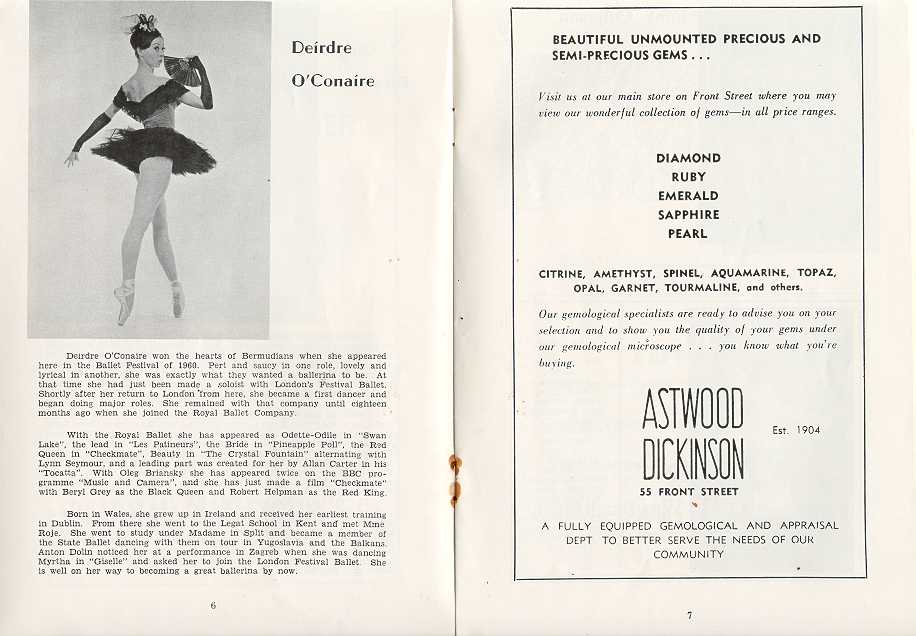 Deirdre
O'Conaire
Deirdre O'Conaire won the hearts of Bermudians when she appeared
here in the Ballet Festival of 1960. Pert and saucy in one role, lovely and
lyrical in another, she was exactly what they wanted a ballerina to be. At
that time she had just been made a soloist with London's Festival Ballet.
Shortly after her return to London from here, she became a first dancer and
began doing major roles. She remained with that company until eighteen
months ago when she joined the Royal Ballet Company.
With the Royal Ballet she has appeared as Odette-Odile in "Swan
Lake", the lead in "Les Patineurs", the Bride in "Pineapple Poll", the Red
Queen in "Checkmate", Beauty in "The Crystal Fountain" alternating with
Lynn Seymour, and a leading part was created for her by Allan Carter in his
"Tocatta". With Oleg Briansky she has appeared twice on the BBC pro-
gramme "Music and Camera", and she has just made a film "Checkmate"
with Beryl Grey as the Black Queen and Robert Helpman as the Red King.
Born in Wales, she grew up in Ireland and received her earliest training
in Dublin. From there she went to the Legat School in Kent and met Mme
Roje. She went to study under Madame in Split and became a member of
the State Ballet dancing with them on tour in Yugoslavia and the Balkans.
Anton Dolin noticed her at a performance in Zagreb when she was dancing
Myrtha in "Giselle" and asked her to join the London Festival Ballet. She
is well on her way to becoming a great ballerina by now.
6
BEAUTIFUL UNMOUNTED PRECIOUS AND
SEMI-PRECIOUS GEMS . . .
Visit us at our main store on Front Street where you may
view our wonderful collection of gems—in all price ranges.
DIAMOND
RUBY
EMERALD
SAPPHIRE
PEARL
CITRINE, AMETHYST, SPINEL, AQUAMARINE, TOPAZ,
OPAL, GARNET, TOURMALINE, and others.
Our gemological specialists are ready to advise you on your
selection and to show you the quality of your gems under
our gemological microscope . . . you know what you're
buying.
ASTWOOD
DICKINSON
Est. 1904
55 FRONT STREET
A FULLY EQUIPPED GEMOLOGICAL AND APPRAISAL
DEPT TO BETTER SERVE THE NEEDS OF OUR
COMMUNITY
7